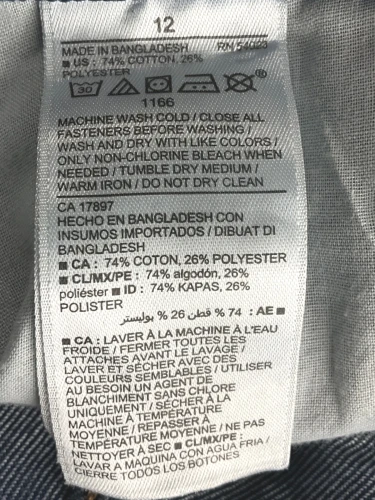 12
MADE IN BANGLADESH RN 54023
■ US : 74% COTTON, 26%
POLYESTER
30
®
1166
MACHINE WASH COLD / CLOSE ALL
FASTENERS BEFORE WASHING /
WASH AND DRY WITH LIKE COLORS /
ONLY NON-CHLORINE BLEACH WHEN
NEEDED / TUMBLE DRY MEDIUM /
WARM IRON / DO NOT DRY CLEAN
CA 17897
HECHO EN BANGLADESH CON
INSUMOS IMPORTADOS / DIBUAT DI
BANGLADESH
■ CA : 74% COTON, 26% POLYESTER
■ CL/MX/PE : 74% algodón, 26%
poliéster ■ ID : 74% KAPAS, 26%
POLISTER
■ AE : 74 % قطن 26 % بوليستر
■ CA : LAVER À LA MACHINE À L'EAU
FROIDE / FERMER TOUTES LES
ATTACHES AVANT LE LAVAGE /
LAVER ET SÉCHER AVEC DES
COULEURS SEMBLABLES / UTILISER
AU BESOIN UN AGENT DE
BLANCHIMENT SANS CHLORE
UNIQUEMENT / SÉCHER À LA
MACHINE À TEMPÉRATURE
MOYENNE / REPASSER À
TEMPÉRATURE MOYENNE / NE PAS
NETTOYER À SEC ■ CL/MX/PE :
LAVAR A MAQUINA CON AGUA FRIA /
CIERRE TODOS LOS BOTONES